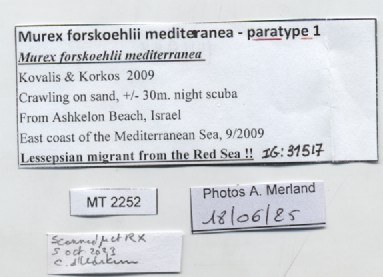 Murex forskoehlii mediteranea - paratype 1
Murex forskoehlii mediterranea
Kovalis & Korkos 2009
Crawling on sand, +/- 30m. night scuba
From Ashkelon Beach, Israel
East coast of the Mediterranean Sea, 9/2009
Lessepsian migrant from the Red Sea !! IG: 31517
MT 2252
Photos A. Merland
18/06/25
Scanned et RX
5 oct 2023